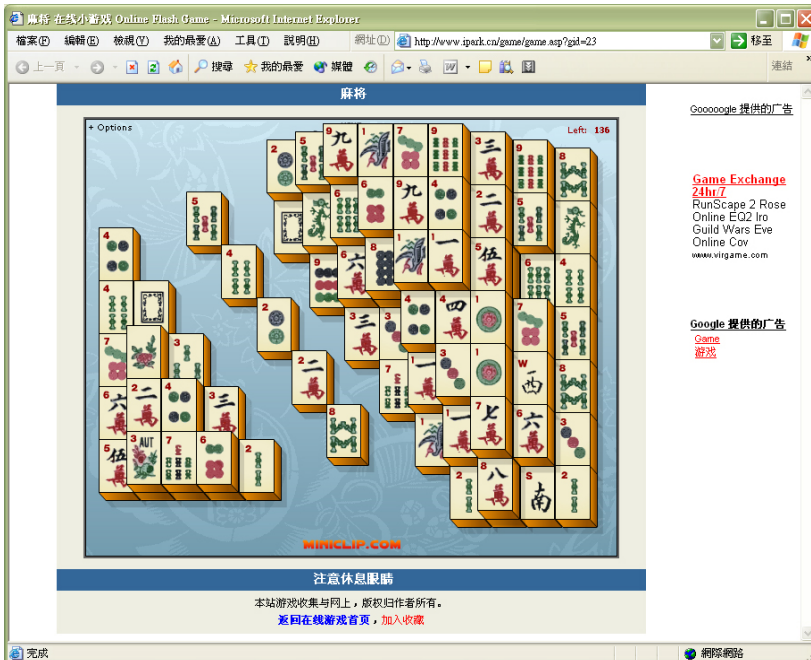 麻將 在线小游戏 Online Flash Game - Microsoft Internet Explorer
檔案(F) 編輯(E) 檢視(V) 我的最愛(A) 工具(T) 說明(H) 網址(D) http://www.ipark.cn/game/game.asp?gid=23 移至
上一頁 搜尋 我的最愛 媒體 連結 »
麻将
+ Options
Left: 136
MINICLIP.COM
注意休息眼睛
本站游戏收集与网上，版权归作者所有。
返回在线游戏首页，加入收藏
Gooooogle 提供的广告
Game Exchange
24hr/7
RunScape 2 Rose
Online EQ2 Iro
Guild Wars Eve
Online Cov
www.virgame.com
Google 提供的广告
Game
游戏
完成
網際網路